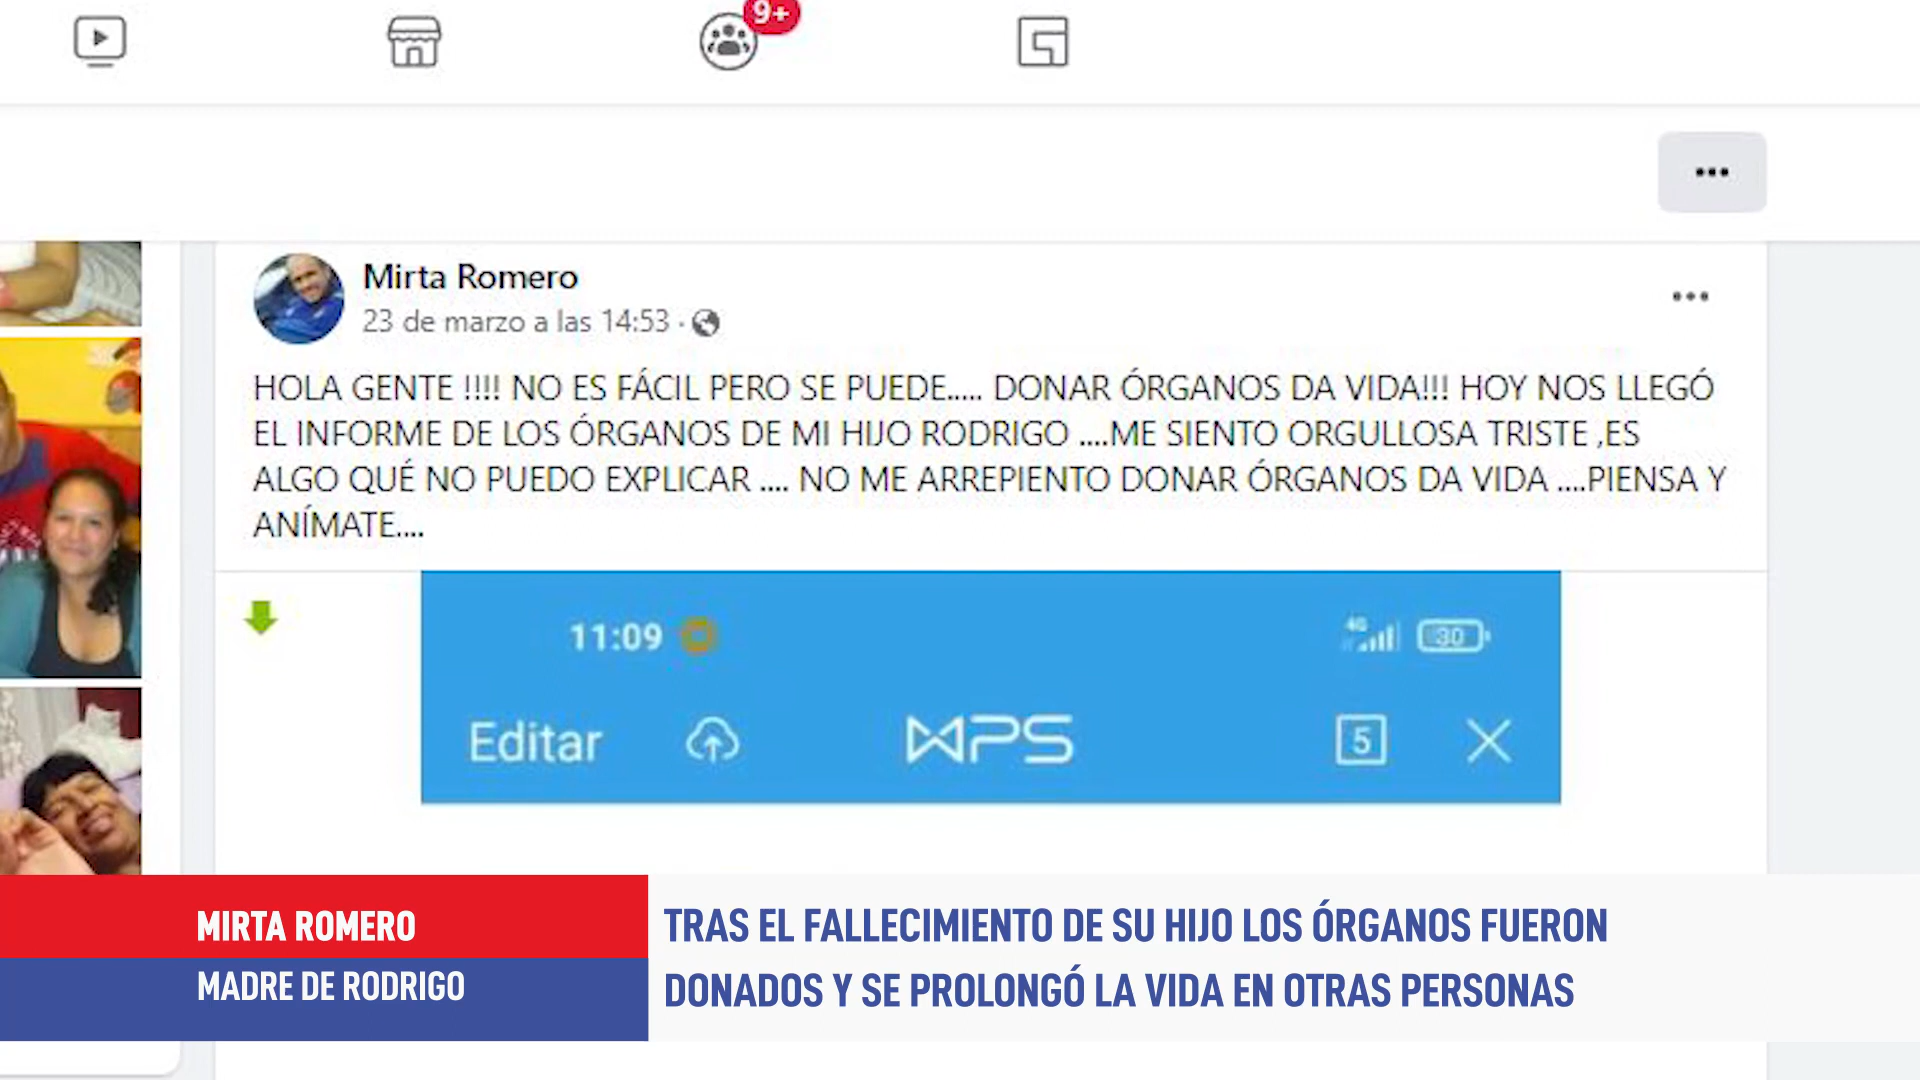 9+
Mirta Romero
23 de marzo a las 14:53 ·
HOLA GENTE !!!! NO ES FÁCIL PERO SE PUEDE..... DONAR ÓRGANOS DA VIDA!!! HOY NOS LLEGÓ
EL INFORME DE LOS ÓRGANOS DE MI HIJO RODRIGO ....ME SIENTO ORGULLOSA TRISTE ,ES
ALGO QUÉ NO PUEDO EXPLICAR .... NO ME ARREPIENTO DONAR ÓRGANOS DA VIDA ....PIENSA Y
ANÍMATE....
11:09
4G 30
Editar WPS 5
MIRTA ROMERO
MADRE DE RODRIGO
TRAS EL FALLECIMIENTO DE SU HIJO LOS ÓRGANOS FUERON
DONADOS Y SE PROLONGÓ LA VIDA EN OTRAS PERSONAS